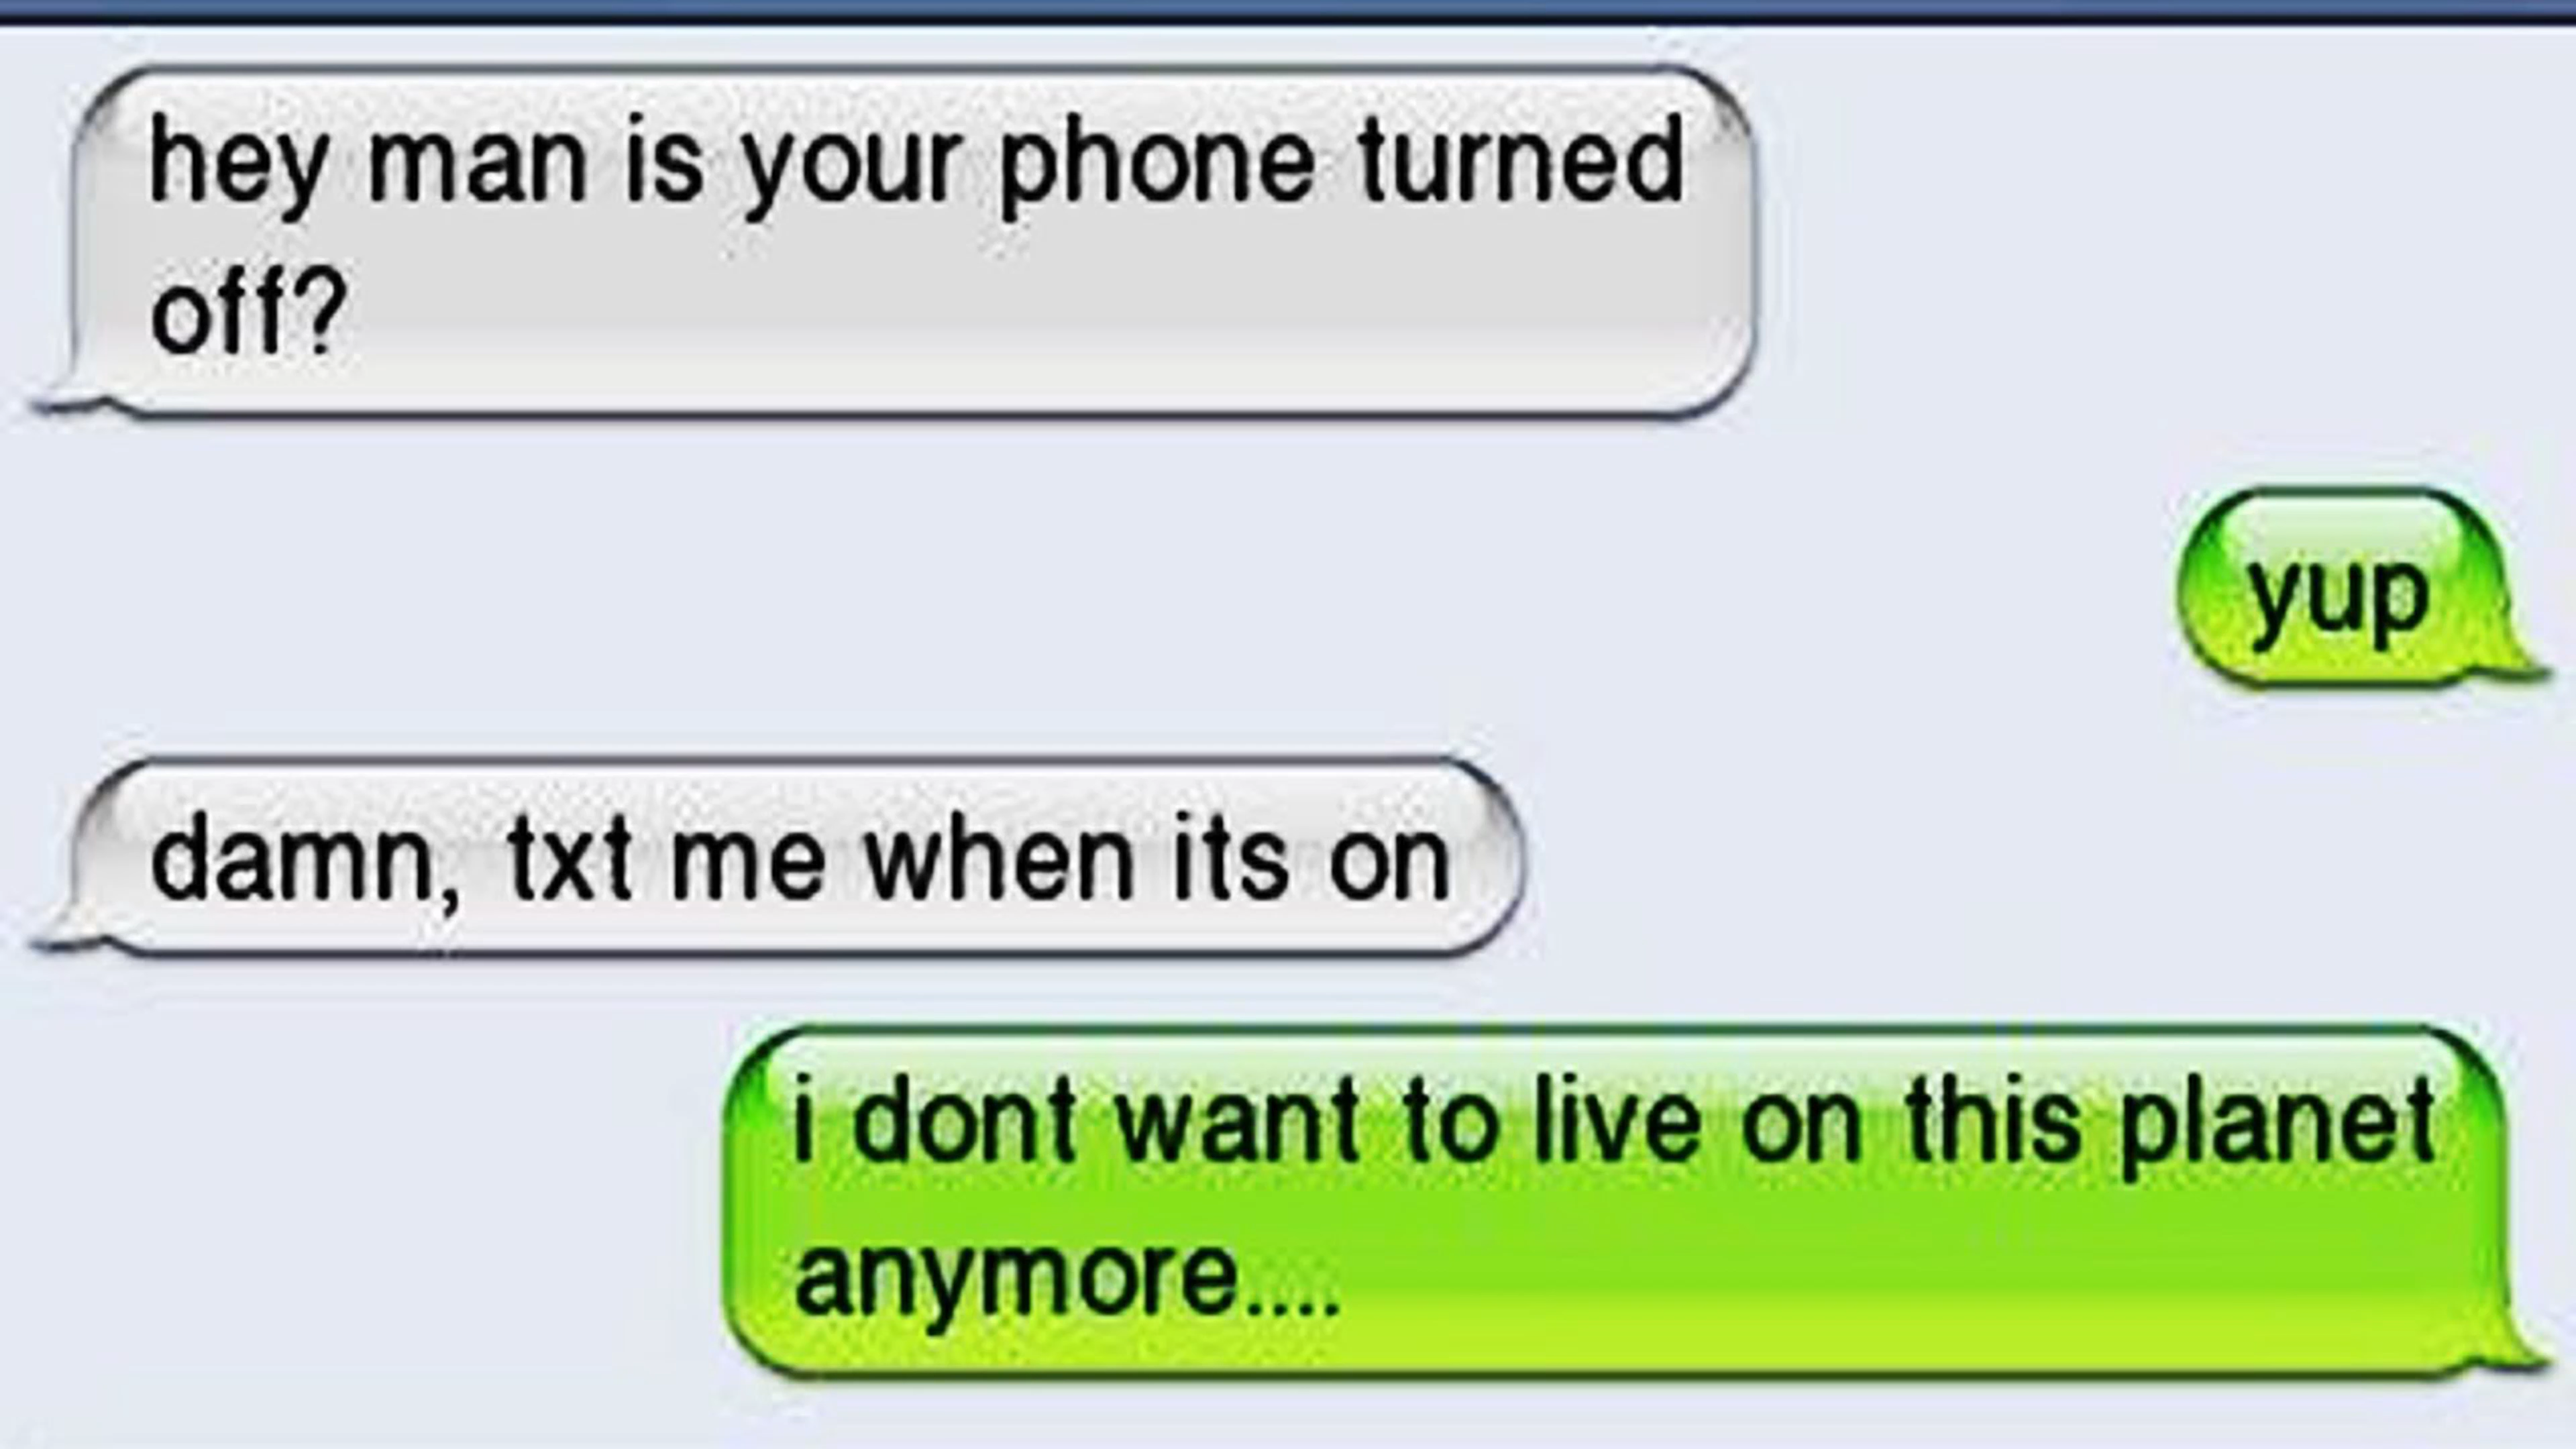 hey man is your phone turned
off?
yup
damn, txt me when its on
i dont want to live on this planet
anymore....